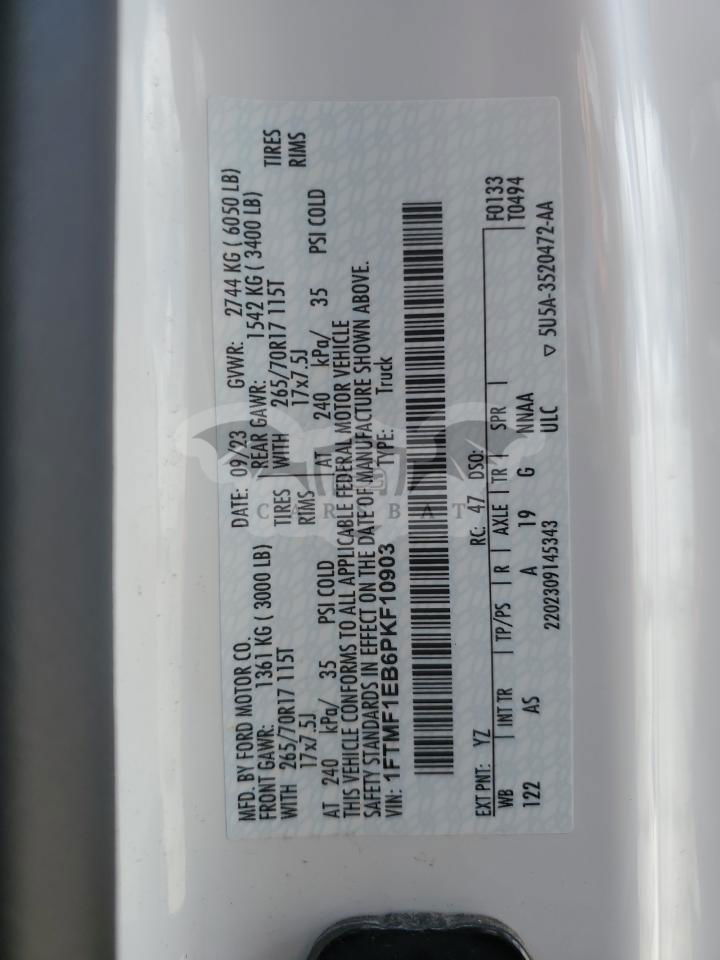 MFD. BY FORD MOTOR CO. DATE: 09/23 GVWR: 2744 KG ( 6050 LB)
FRONT GAWR: 1361 KG ( 3000 LB) REAR GAWR: 1542 KG ( 3400 LB)
WITH 265/70R17 115T TIRES WITH 265/70R17 115T TIRES
17x7.5J RIMS 17x7.5J RIMS
AT 240 kPa/ 35 PSI COLD AT 240 kPa/ 35 PSI COLD
THIS VEHICLE CONFORMS TO ALL APPLICABLE FEDERAL MOTOR VEHICLE
SAFETY STANDARDS IN EFFECT ON THE DATE OF MANUFACTURE SHOWN ABOVE.
VIN: 1FTMF1EB6PKF10903 TYPE: Truck
F0133
T0494
EXT PNT: YZ RC: 47 DSO:
WB INT TR TP/PS R AXLE TR SPR
122 AS A 19 G NNAA
2202309145343 ULC ▽ 5U5A-3520472-AA
CARSBAT